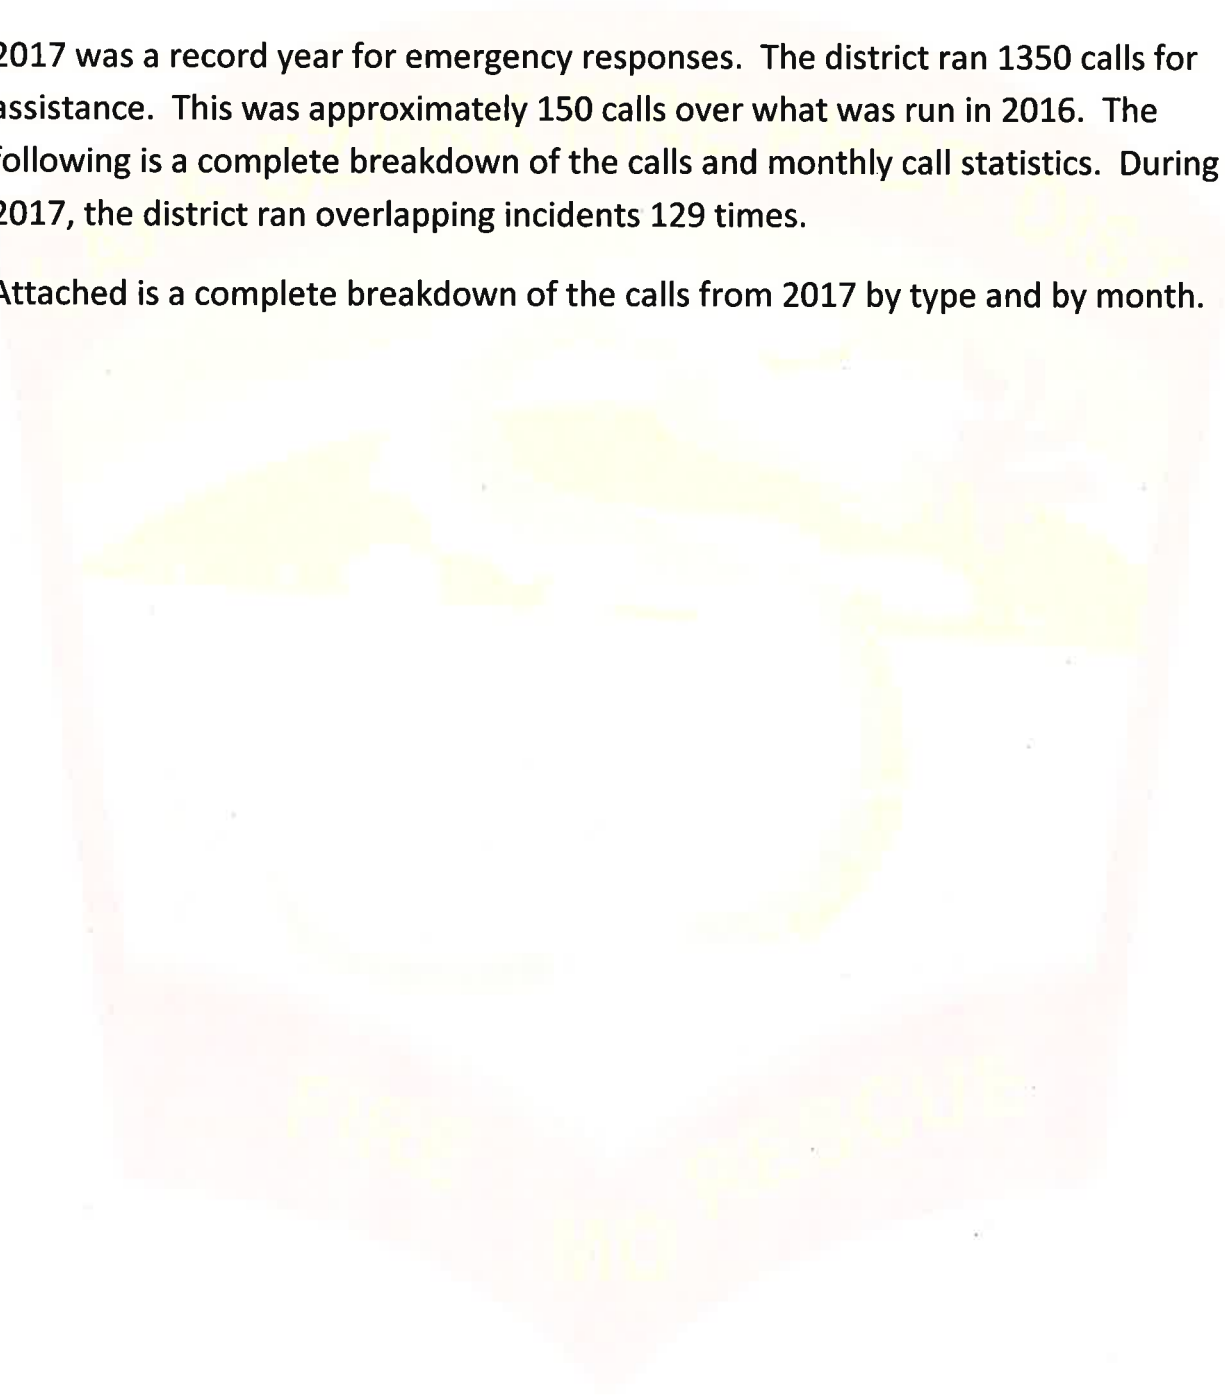 2017 was a record year for emergency responses.  The district ran 1350 calls for
assistance.  This was approximately 150 calls over what was run in 2016.  The
following is a complete breakdown of the calls and monthly call statistics.  During
2017, the district ran overlapping incidents 129 times.
Attached is a complete breakdown of the calls from 2017 by type and by month.
FIRE
RESCUE
MO